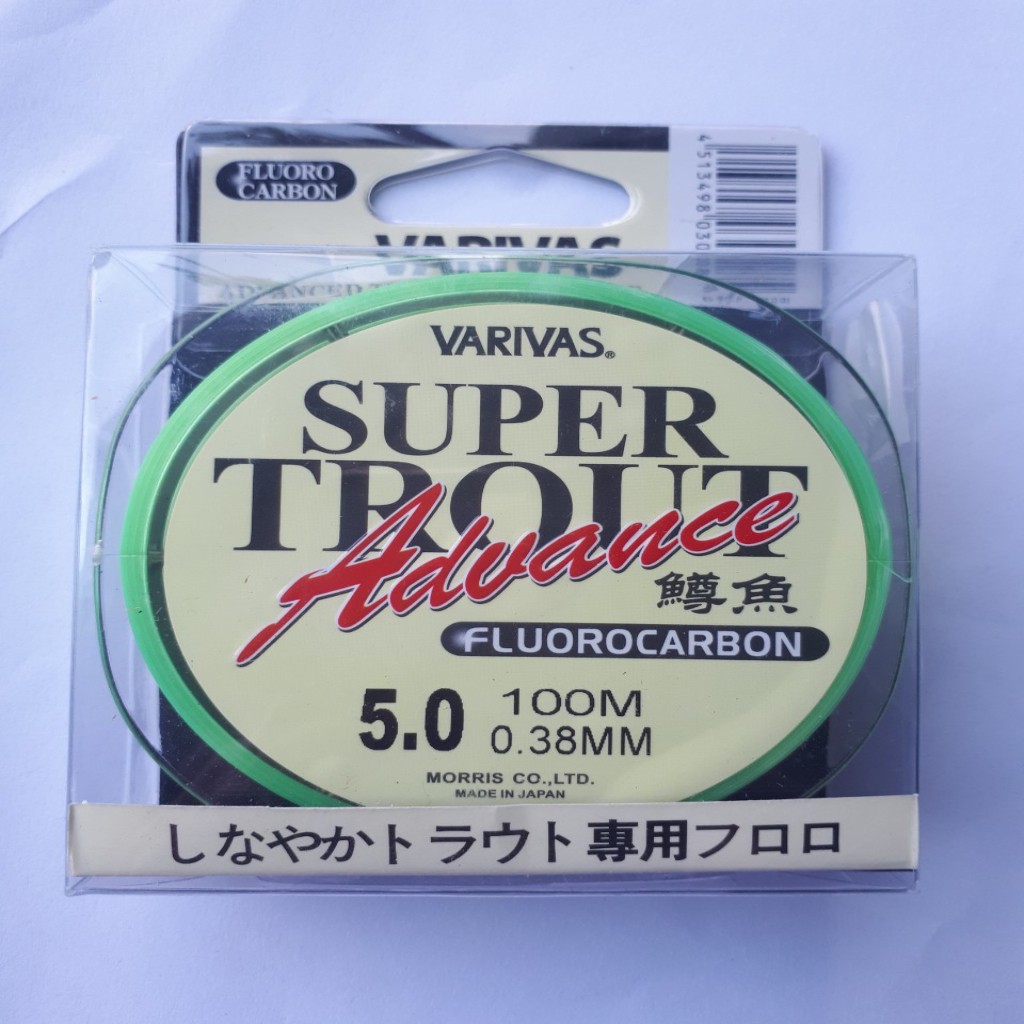 FLUORO
CARBON
VARIVAS
VARIVAS®
SUPER
TROUT
Advance
鱒魚
FLUOROCARBON
5.0
100M
0.38MM
MORRIS CO.,LTD.
MADE IN JAPAN
しなやかトラウト專用フロロ